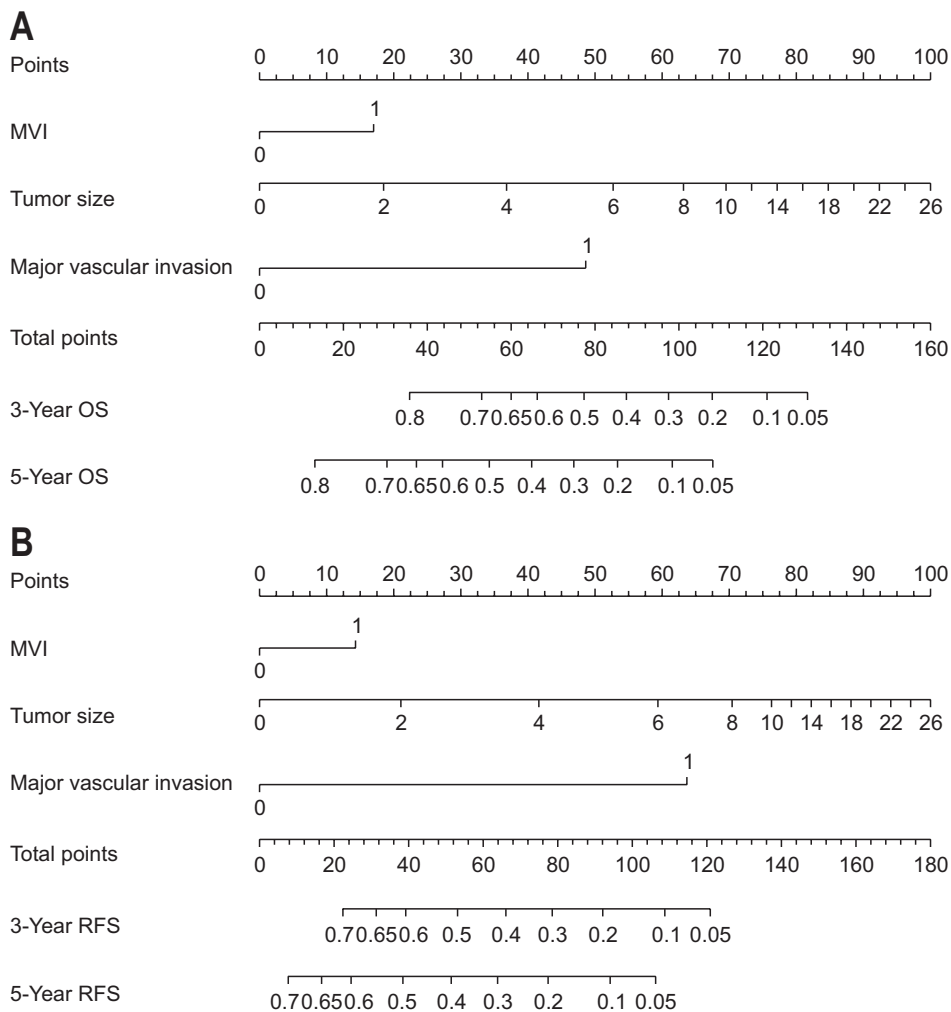 A
Points 0 10 20 30 40 50 60 70 80 90 100
1
MVI
0
Tumor size
0 2 4 6 8 10 14 18 22 26
1
Major vascular invasion
0
Total points
0 20 40 60 80 100 120 140 160
3-Year OS
0.8 0.7 0.65 0.6 0.5 0.4 0.3 0.2 0.1 0.05
5-Year OS
0.8 0.7 0.65 0.6 0.5 0.4 0.3 0.2 0.1 0.05
B
Points 0 10 20 30 40 50 60 70 80 90 100
1
MVI
0
Tumor size
0 2 4 6 8 10 14 18 22 26
1
Major vascular invasion
0
Total points
0 20 40 60 80 100 120 140 160 180
3-Year RFS
0.7 0.65 0.6 0.5 0.4 0.3 0.2 0.1 0.05
5-Year RFS
0.7 0.65 0.6 0.5 0.4 0.3 0.2 0.1 0.05